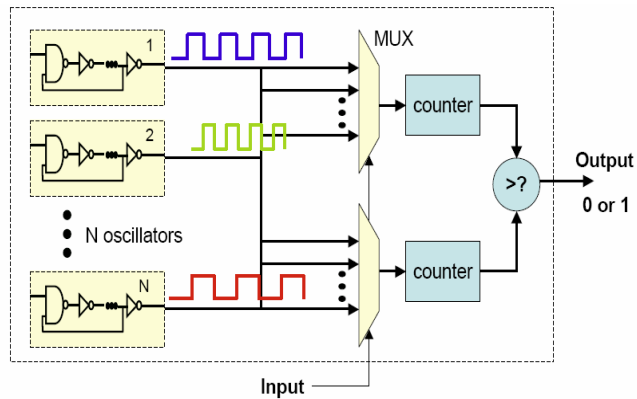 1
MUX
counter
2
>?
Output
0 or 1
N oscillators
N
counter
Input